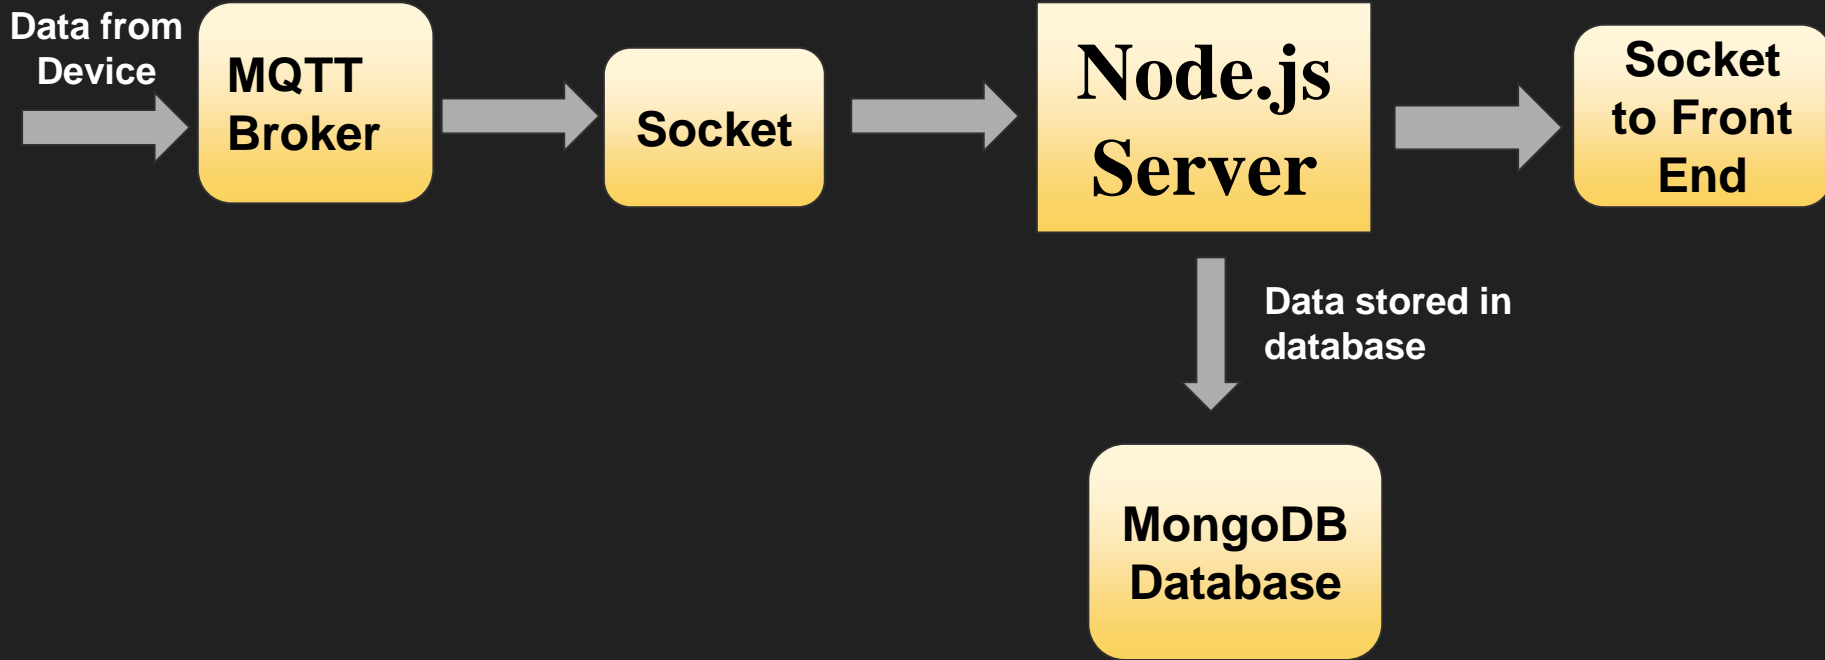 Data from
Device
MQTT
Broker
Socket
Node.js
Server
Socket
to Front
End
Data stored in
database
MongoDB
Database